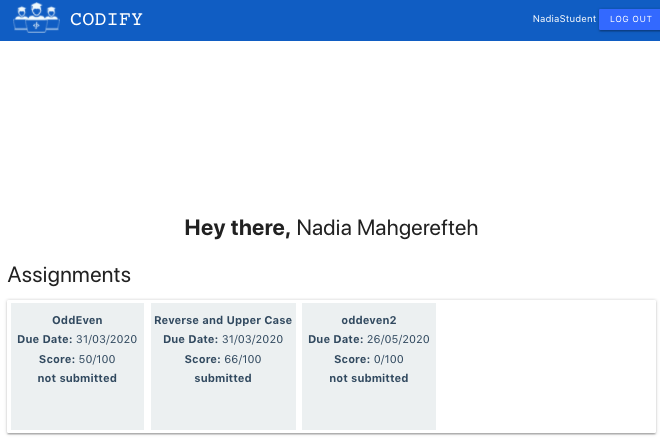 CODIFY
NadiaStudent LOG OUT
Hey there, Nadia Mahgerefteh
Assignments
OddEven
Due Date: 31/03/2020
Score: 50/100
not submitted
Reverse and Upper Case
Due Date: 31/03/2020
Score: 66/100
submitted
oddeven2
Due Date: 26/05/2020
Score: 0/100
not submitted